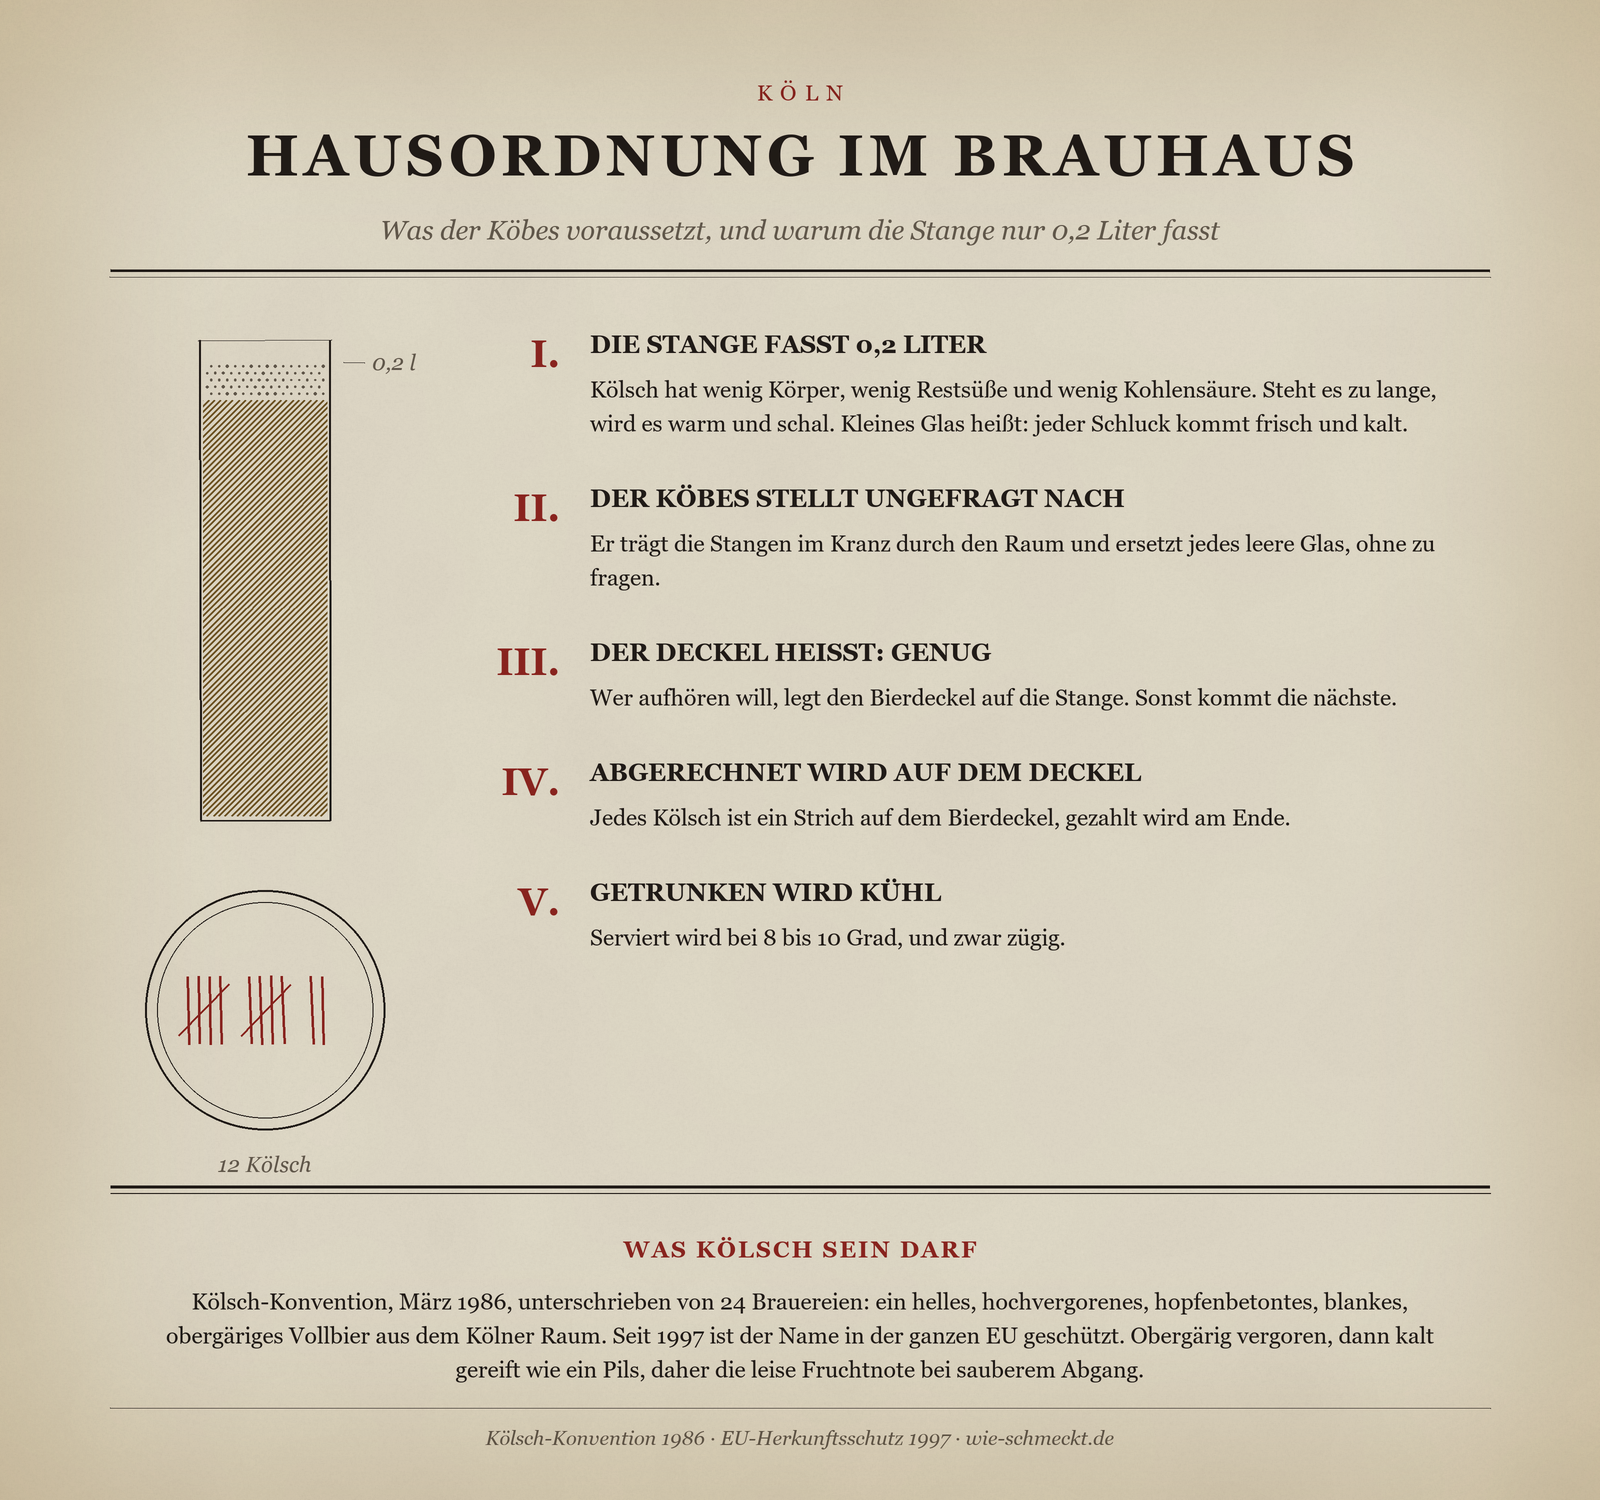 KÖLN
HAUSORDNUNG IM BRAUHAUS
Was der Köbes voraussetzt, und warum die Stange nur 0,2 Liter fasst
0,2 l
I.
DIE STANGE FASST 0,2 LITER
Kölsch hat wenig Körper, wenig Restsüße und wenig Kohlensäure. Steht es zu lange,
wird es warm und schal. Kleines Glas heißt: jeder Schluck kommt frisch und kalt.
II.
DER KÖBES STELLT UNGEFRAGT NACH
Er trägt die Stangen im Kranz durch den Raum und ersetzt jedes leere Glas, ohne zu
fragen.
III.
DER DECKEL HEISST: GENUG
Wer aufhören will, legt den Bierdeckel auf die Stange. Sonst kommt die nächste.
IV.
ABGERECHNET WIRD AUF DEM DECKEL
Jedes Kölsch ist ein Strich auf dem Bierdeckel, gezahlt wird am Ende.
V.
GETRUNKEN WIRD KÜHL
Serviert wird bei 8 bis 10 Grad, und zwar zügig.
12 Kölsch
WAS KÖLSCH SEIN DARF
Kölsch-Konvention, März 1986, unterschrieben von 24 Brauereien: ein helles, hochvergorenes, hopfenbetontes, blankes,
obergäriges Vollbier aus dem Kölner Raum. Seit 1997 ist der Name in der ganzen EU geschützt. Obergärig vergoren, dann kalt
gereift wie ein Pils, daher die leise Fruchtnote bei sauberem Abgang.
Kölsch-Konvention 1986 · EU-Herkunftsschutz 1997 · wie-schmeckt.de